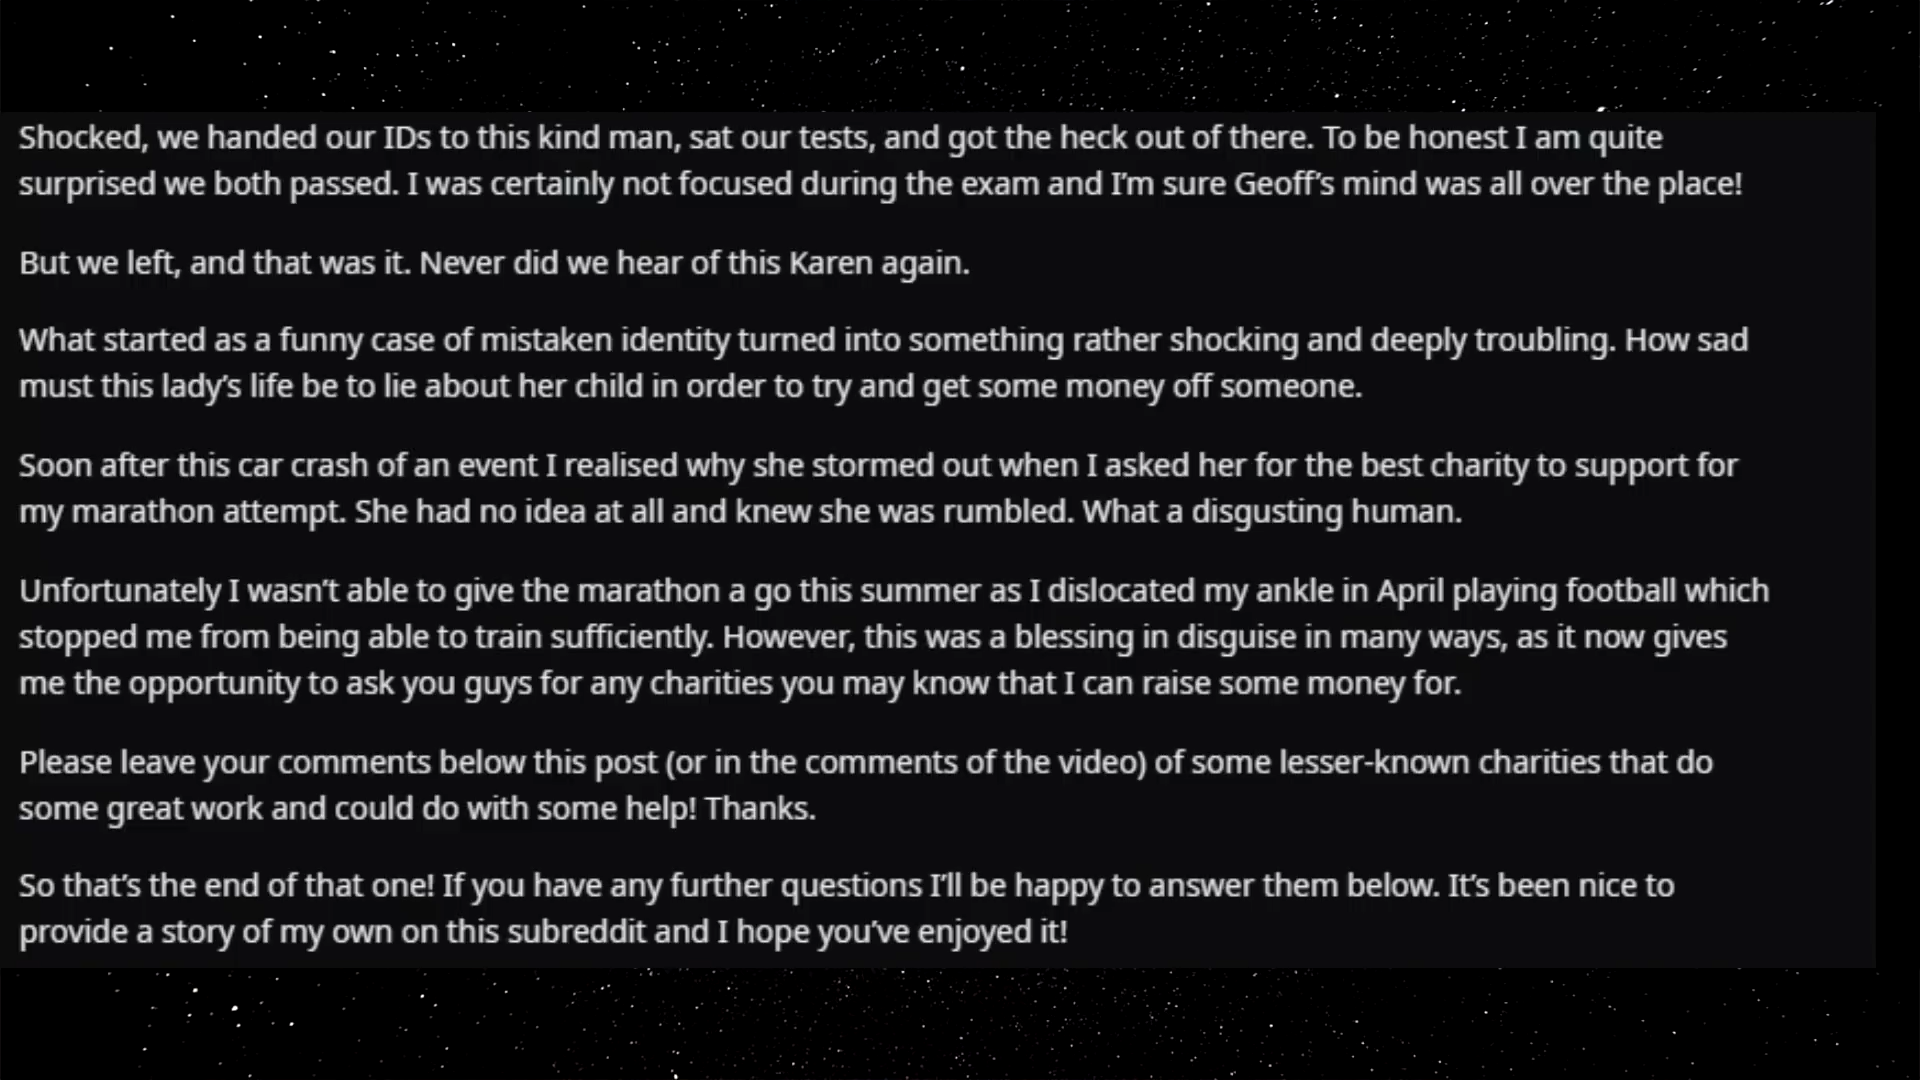 Shocked, we handed our IDs to this kind man, sat our tests, and got the heck out of there. To be honest I am quite
surprised we both passed. I was certainly not focused during the exam and I'm sure Geoff's mind was all over the place!
But we left, and that was it. Never did we hear of this Karen again.
What started as a funny case of mistaken identity turned into something rather shocking and deeply troubling. How sad
must this lady's life be to lie about her child in order to try and get some money off someone.
Soon after this car crash of an event I realised why she stormed out when I asked her for the best charity to support for
my marathon attempt. She had no idea at all and knew she was rumbled. What a disgusting human.
Unfortunately I wasn't able to give the marathon a go this summer as I dislocated my ankle in April playing football which
stopped me from being able to train sufficiently. However, this was a blessing in disguise in many ways, as it now gives
me the opportunity to ask you guys for any charities you may know that I can raise some money for.
Please leave your comments below this post (or in the comments of the video) of some lesser-known charities that do
some great work and could do with some help! Thanks.
So that's the end of that one! If you have any further questions I'll be happy to answer them below. It's been nice to
provide a story of my own on this subreddit and I hope you've enjoyed it!